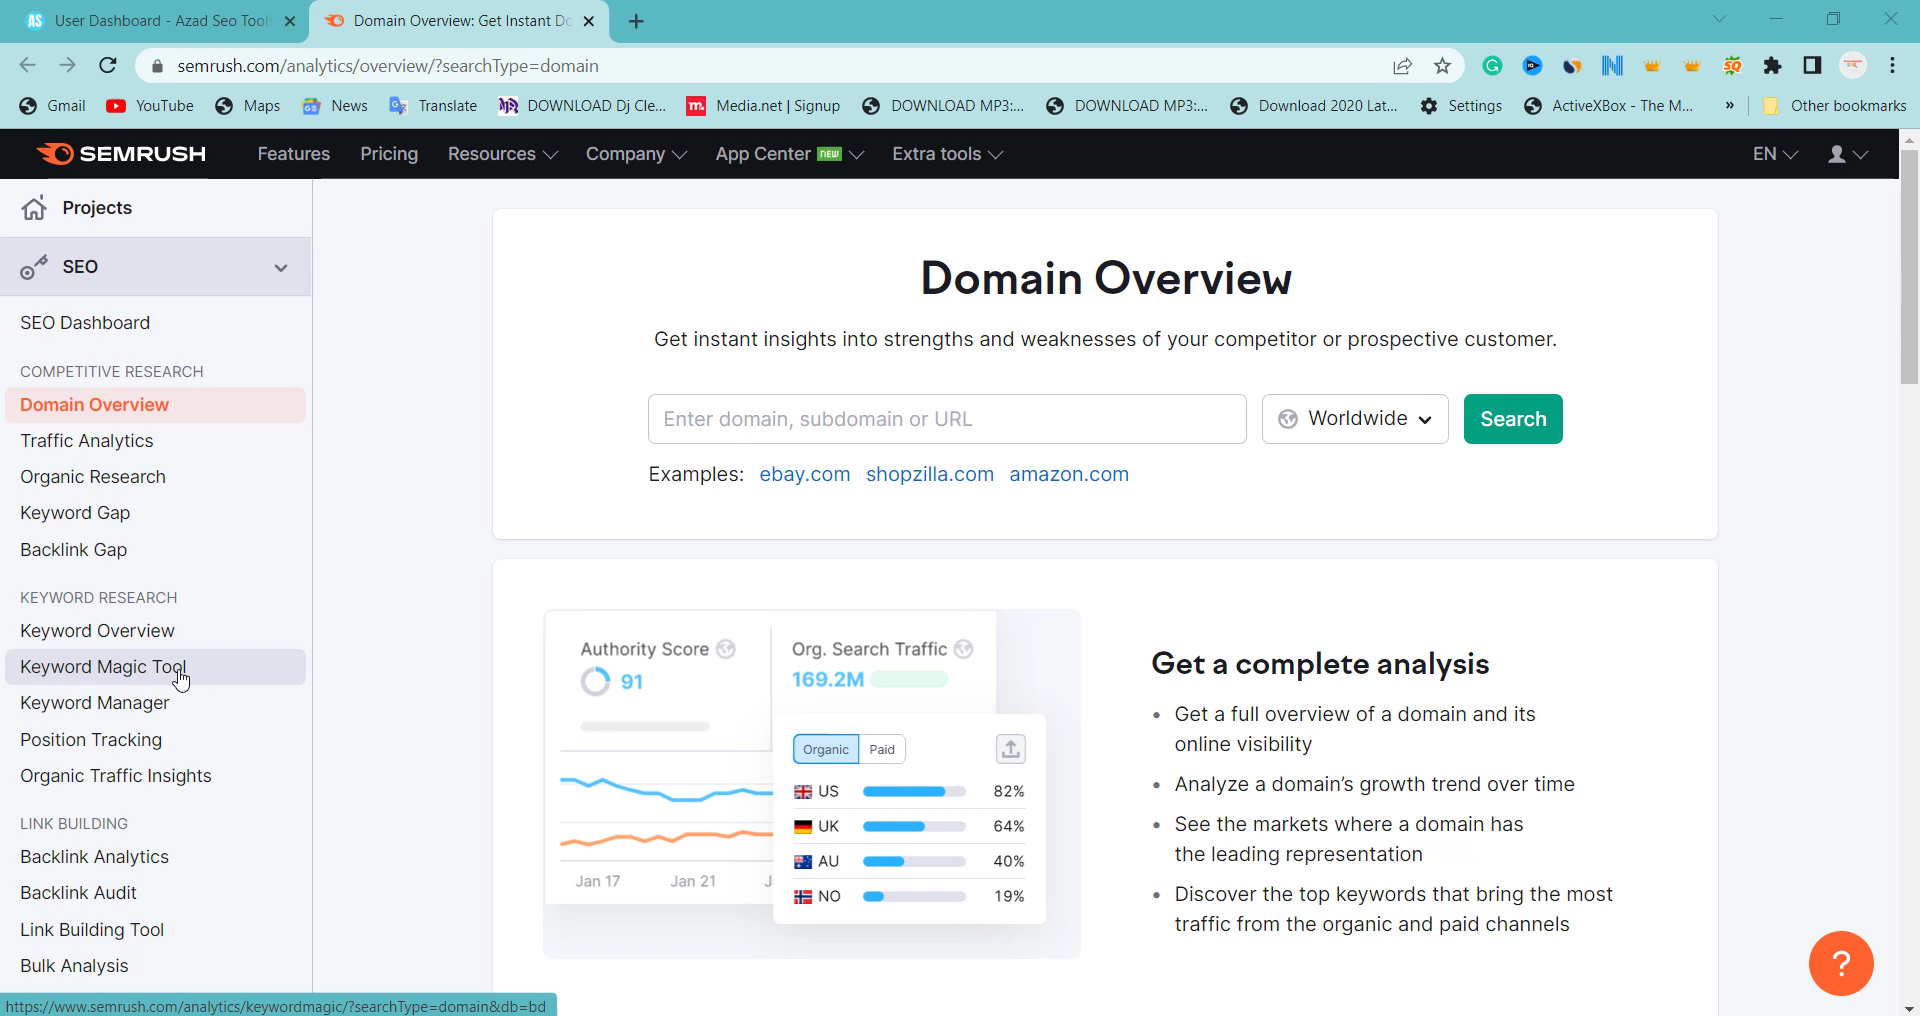 User Dashboard - Azad Seo Tools
Domain Overview: Get Instant Do
semrush.com/analytics/overview/?searchType=domain
Gmail
YouTube
Maps
News
Translate
DOWNLOAD Dj Cle...
Media.net | Signup
DOWNLOAD MP3:...
DOWNLOAD MP3:...
Download 2020 Lat...
Settings
ActiveXBox - The M...
»
Other bookmarks
SEMRUSH
Features
Pricing
Resources
Company
App Center new
Extra tools
EN
Projects
SEO
SEO Dashboard
COMPETITIVE RESEARCH
Domain Overview
Traffic Analytics
Organic Research
Keyword Gap
Backlink Gap
KEYWORD RESEARCH
Keyword Overview
Keyword Magic Tool
Keyword Manager
Position Tracking
Organic Traffic Insights
LINK BUILDING
Backlink Analytics
Backlink Audit
Link Building Tool
Bulk Analysis
https://www.semrush.com/analytics/keywordmagic/?searchType=domain&db=bd
Domain Overview
Get instant insights into strengths and weaknesses of your competitor or prospective customer.
Enter domain, subdomain or URL
Worldwide
Search
Examples: ebay.com shopzilla.com amazon.com
Authority Score
91
Org. Search Traffic
169.2M
Jan 17
Jan 21
J
Organic
Paid
US 82%
UK 64%
AU 40%
NO 19%
Get a complete analysis
• Get a full overview of a domain and its
online visibility
• Analyze a domain's growth trend over time
• See the markets where a domain has
the leading representation
• Discover the top keywords that bring the most
traffic from the organic and paid channels
?